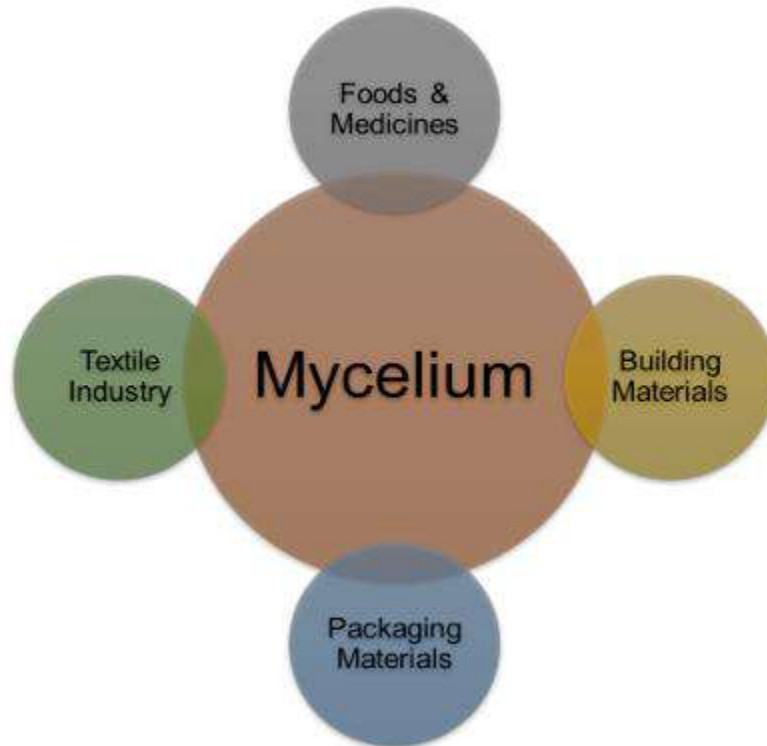 Foods &
Medicines
Textile
Industry
Mycelium
Building
Materials
Packaging
Materials